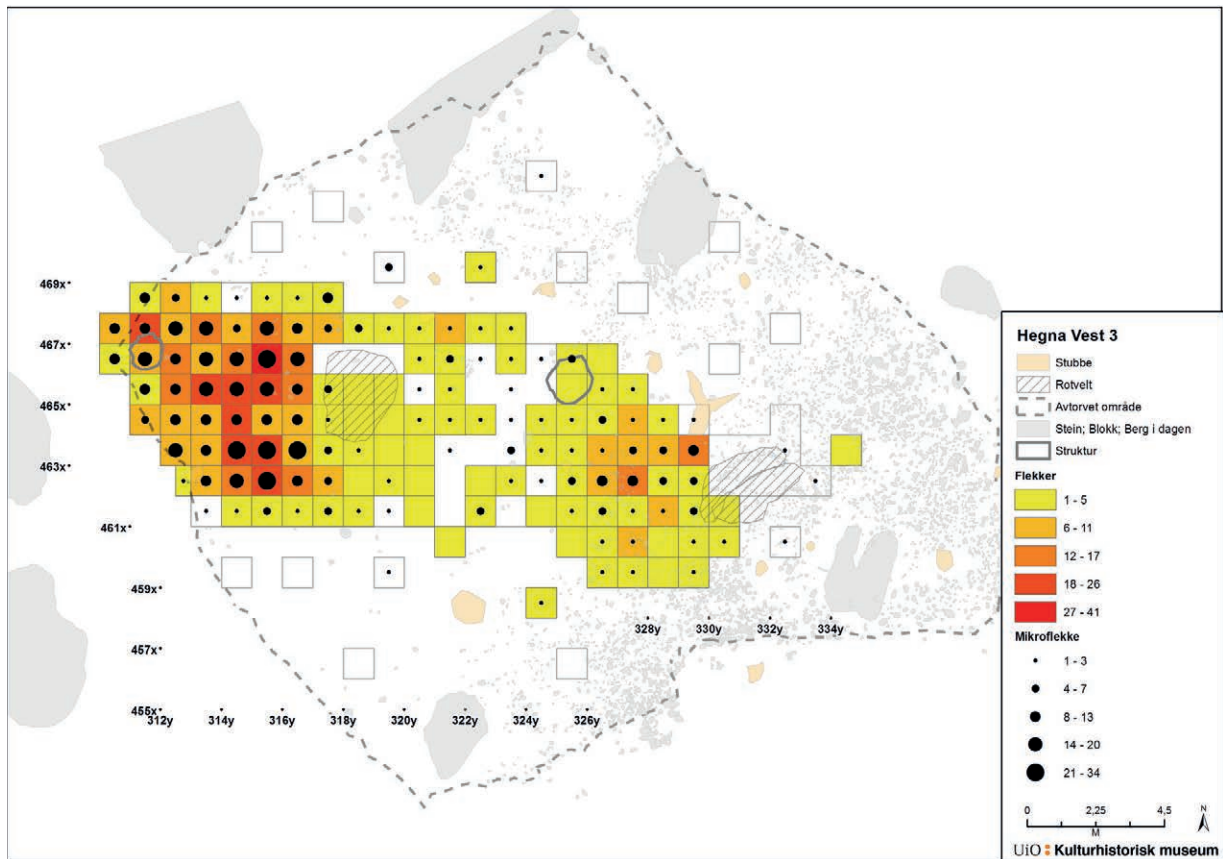 469x
467x
465x
463x
461x
459x
457x
455x
328y 330y 332y 334y
312y 314y 316y 318y 320y 322y 324y 326y
Hegna Vest 3
Stubbe
Rotvelt
Avtorvet område
Stein; Blokk; Berg i dagen
Struktur
Flekker
1 - 5
6 - 11
12 - 17
18 - 26
27 - 41
Mikroflekke
1 - 3
4 - 7
8 - 13
14 - 20
21 - 34
0 2,25 4,5
M
N
UiO : Kulturhistorisk museum